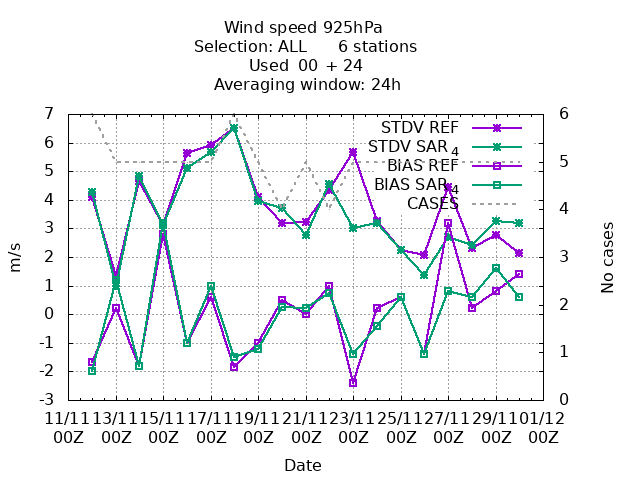 Wind speed 925hPa
Selection: ALL 6 stations
Used 00 + 24
Averaging window: 24h
STDV REF
STDV SAR 4
BIAS REF
BIAS SAR 4
CASES
7
6
5
4
3
2
1
0
-1
-2
-3
m/s
6
5
4
3
2
1
0
No cases
11/11 13/11 15/11 17/11 19/11 21/11 23/11 25/11 27/11 29/11 01/12
00Z 00Z 00Z 00Z 00Z 00Z 00Z 00Z 00Z 00Z 00Z
Date